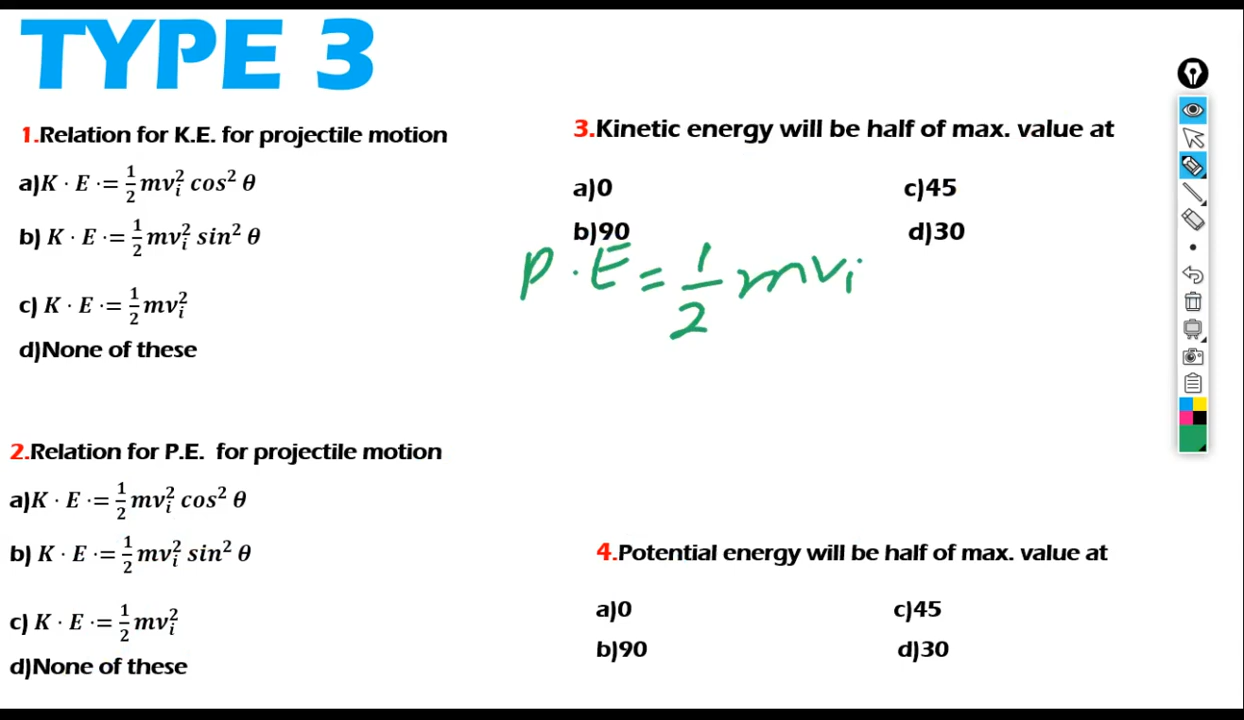 TYPE 3
1.Relation for K.E. for projectile motion
a)K · E ·= 1/2 mv_i^2 cos^2 θ
b) K · E ·= 1/2 mv_i^2 sin^2 θ
c) K · E ·= 1/2 mv_i^2
d)None of these
2.Relation for P.E. for projectile motion
a)K · E ·= 1/2 mv_i^2 cos^2 θ
b) K · E ·= 1/2 mv_i^2 sin^2 θ
c) K · E ·= 1/2 mv_i^2
d)None of these
3.Kinetic energy will be half of max. value at
a)0 c)45
b)90 d)30
P.E = 1/2 mvi
4.Potential energy will be half of max. value at
a)0 c)45
b)90 d)30